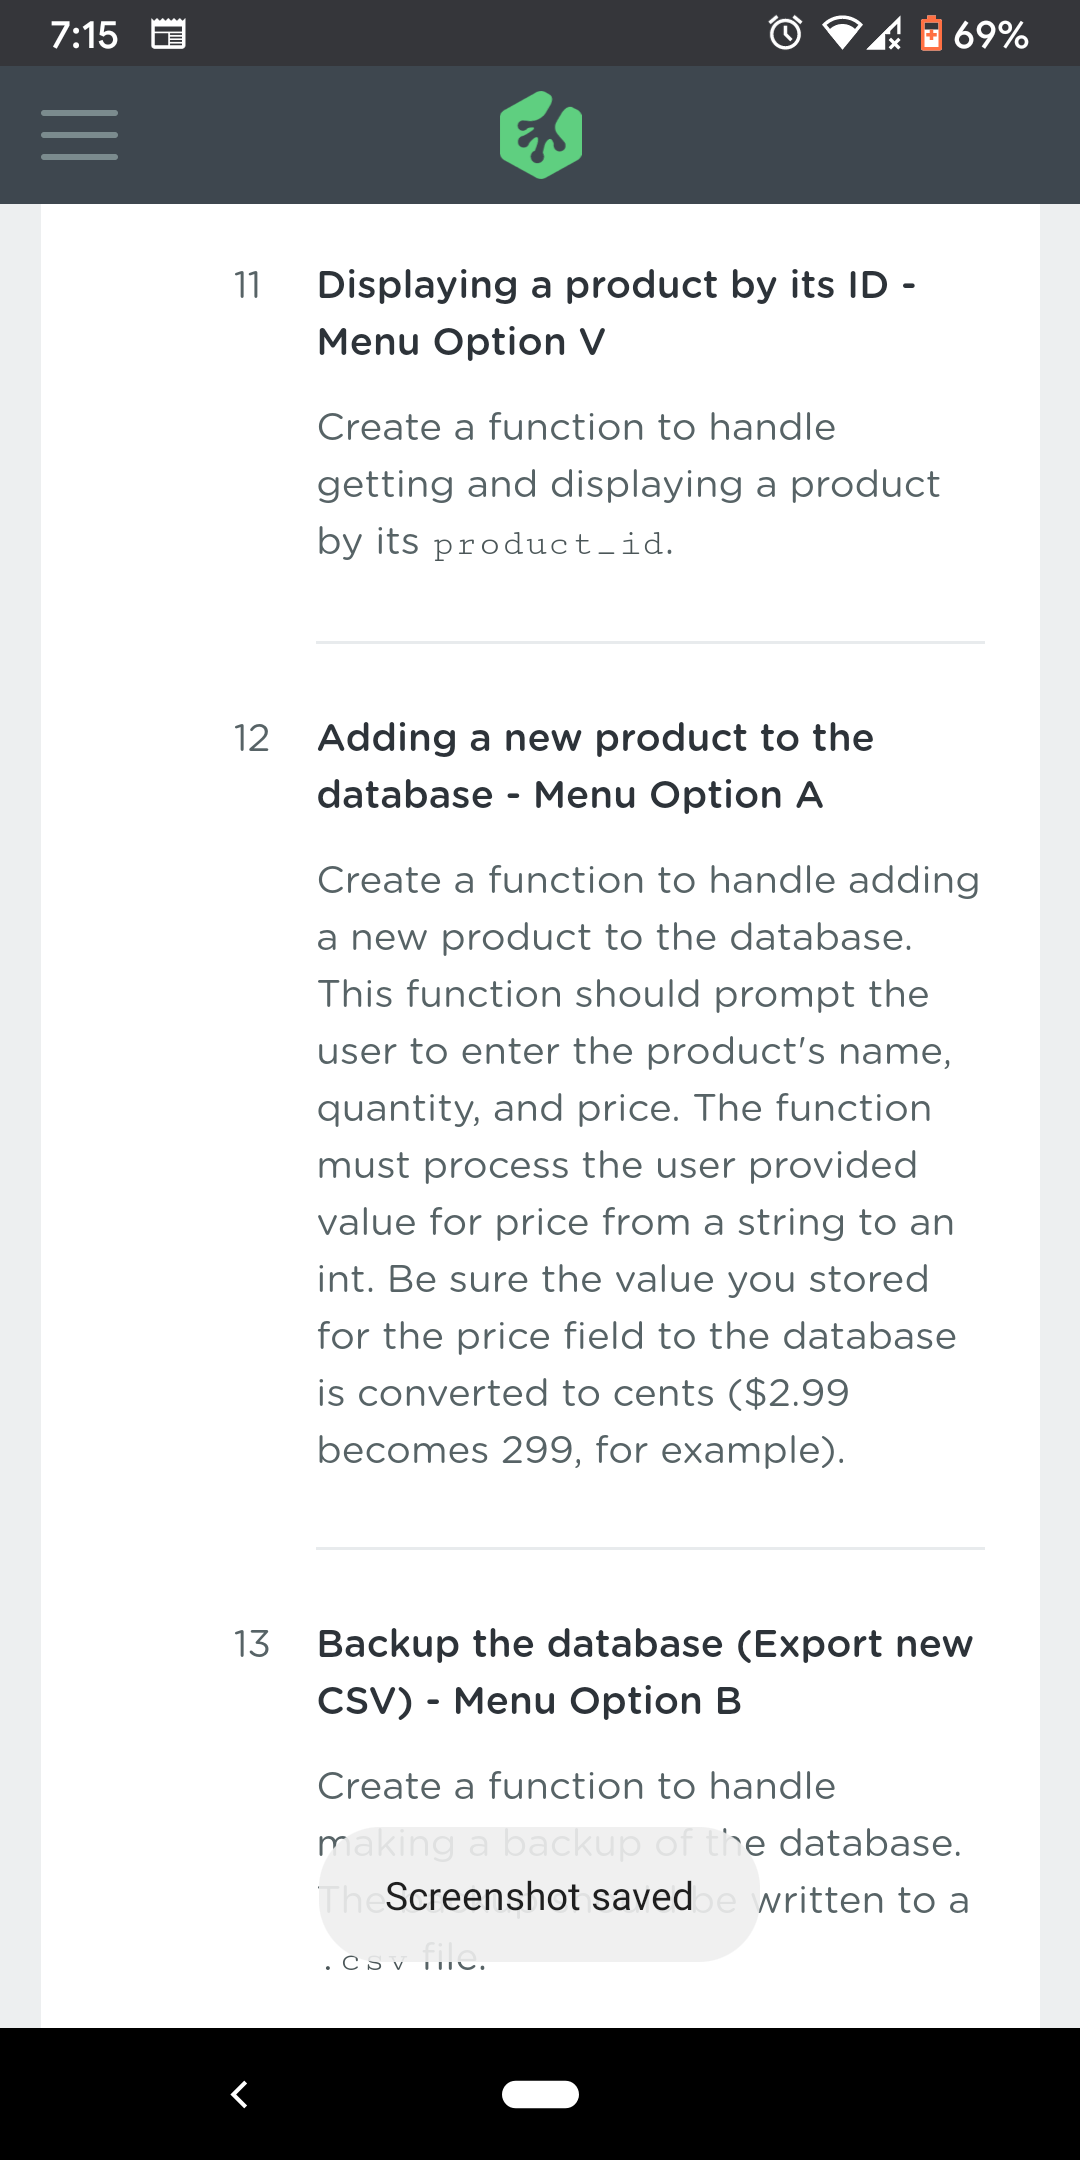 7:15
69%
11
Displaying a product by its ID -
Menu Option V
Create a function to handle
getting and displaying a product
by its product_id.
12
Adding a new product to the
database - Menu Option A
Create a function to handle adding
a new product to the database.
This function should prompt the
user to enter the product's name,
quantity, and price. The function
must process the user provided
value for price from a string to an
int. Be sure the value you stored
for the price field to the database
is converted to cents ($2.99
becomes 299, for example).
13
Backup the database (Export new
CSV) - Menu Option B
Create a function to handle
making a backup of the database.
The backup should be written to a
.csv file.
Screenshot saved